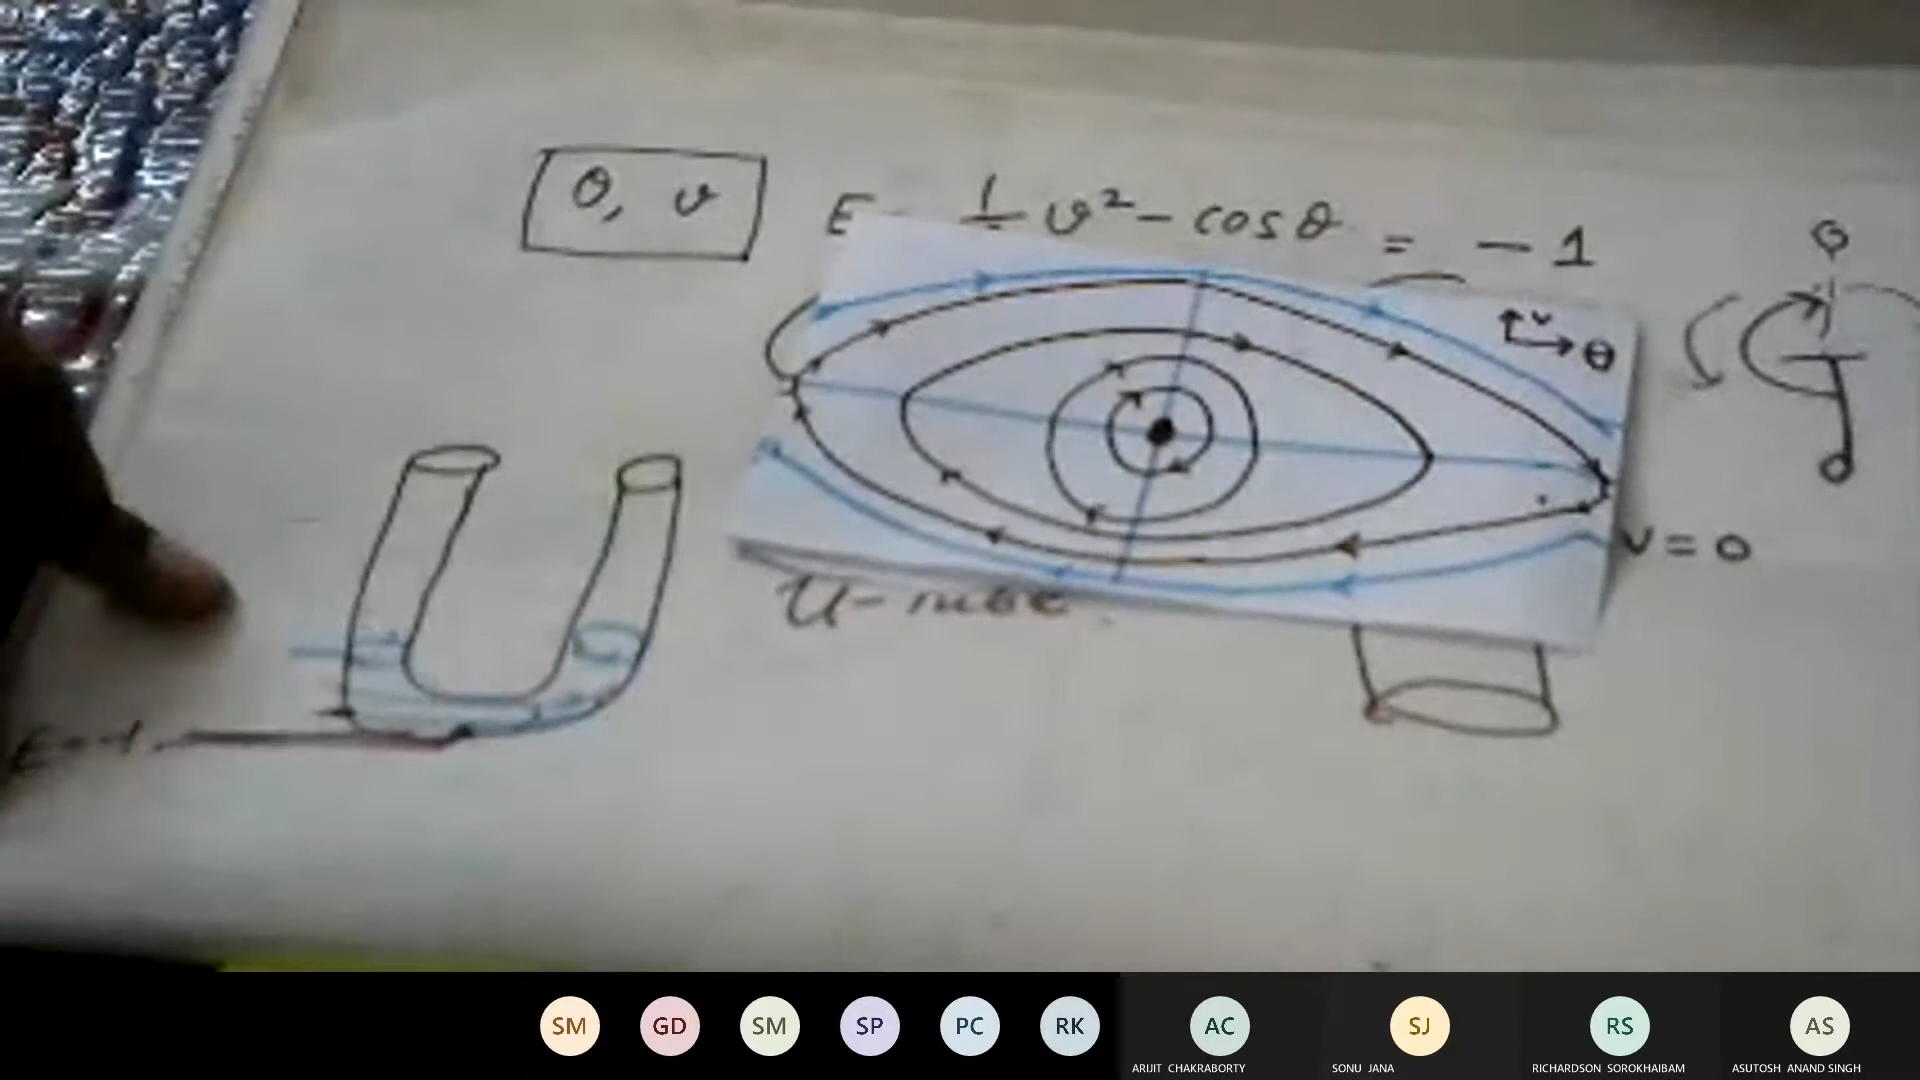 θ, v E = 1/2 v² - cosθ = -1
v
θ
v = 0
U-tube
SM GD SM SP PC RK AC SJ RS AS
ARIJIT CHAKRABORTY SONU JANA RICHARDSON SOROKHAIBAM ASUTOSH ANAND SINGH